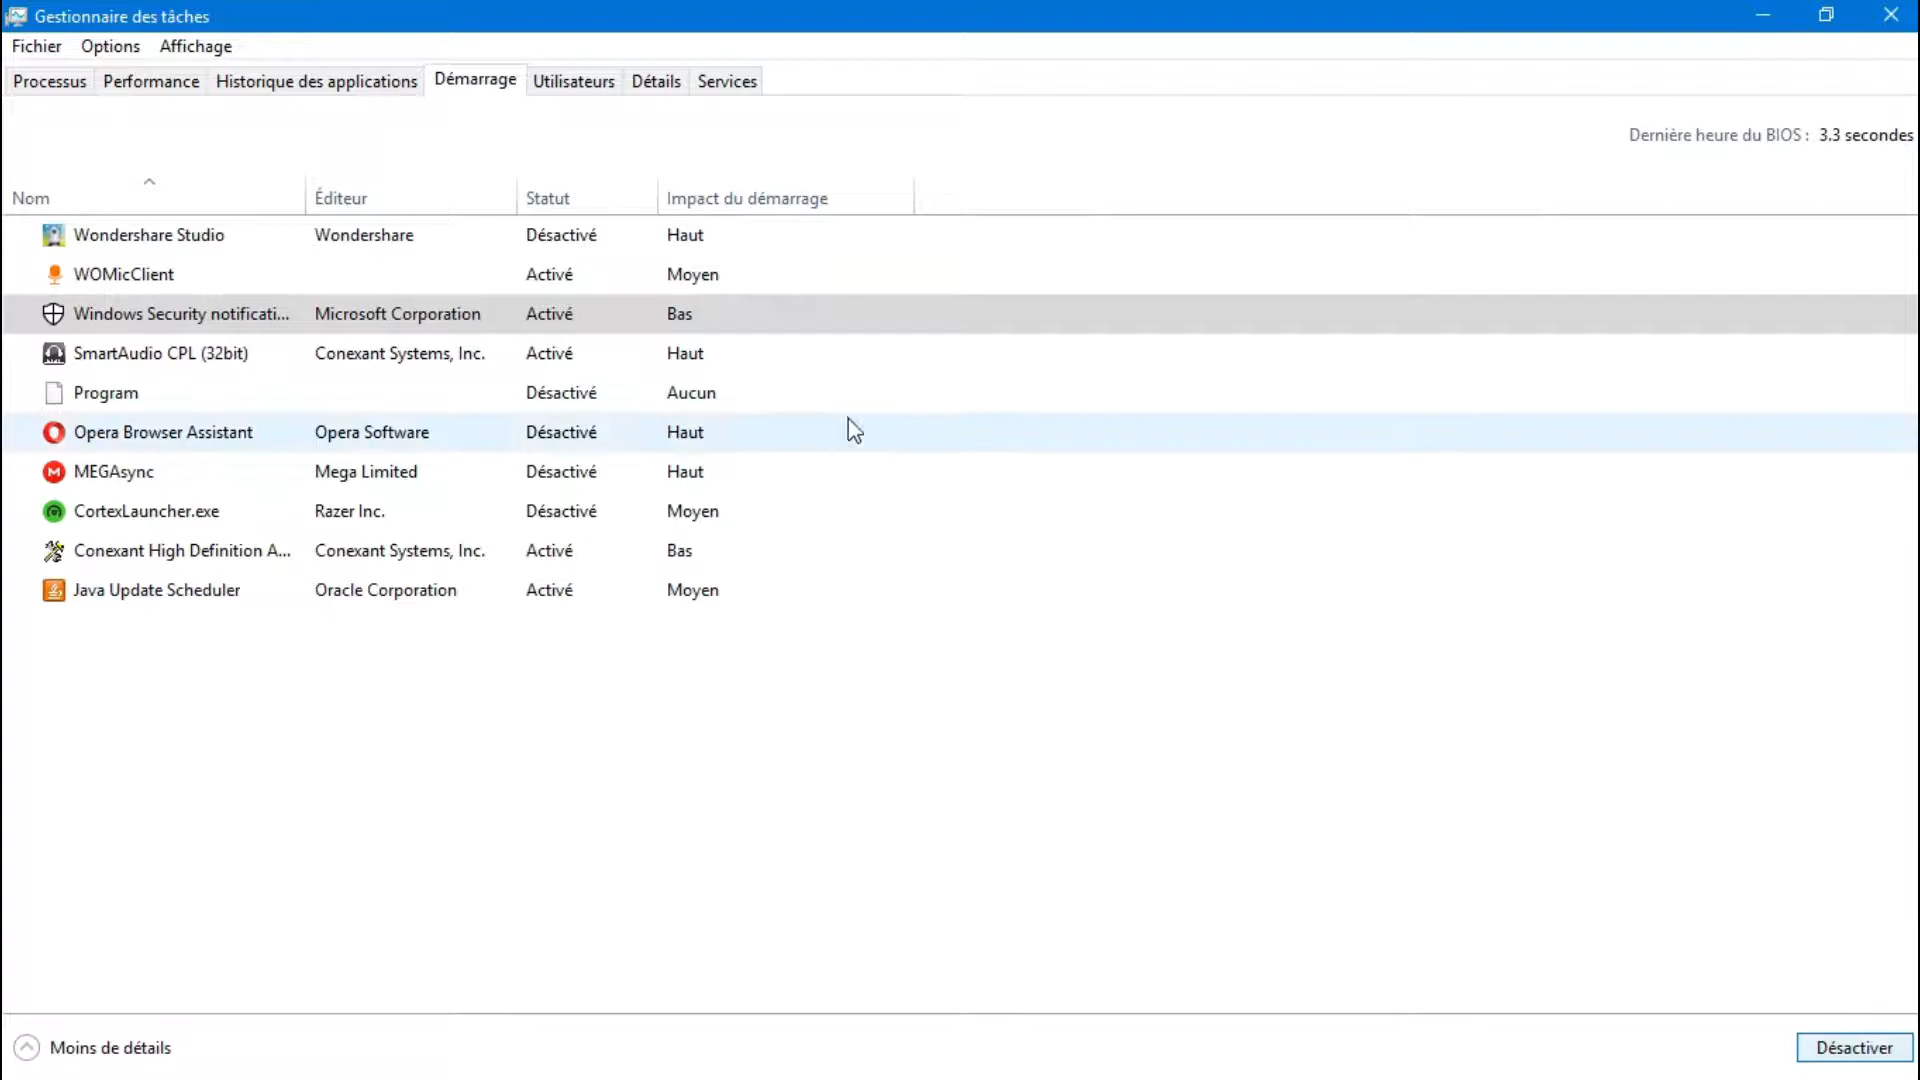 Gestionnaire des tâches
Fichier Options Affichage
Processus Performance Historique des applications Démarrage Utilisateurs Détails Services
Dernière heure du BIOS : 3.3 secondes
Nom Éditeur Statut Impact du démarrage
Wondershare Studio Wondershare Désactivé Haut
WOMicClient Activé Moyen
Windows Security notificati... Microsoft Corporation Activé Bas
SmartAudio CPL (32bit) Conexant Systems, Inc. Activé Haut
Program Désactivé Aucun
Opera Browser Assistant Opera Software Désactivé Haut
MEGAsync Mega Limited Désactivé Haut
CortexLauncher.exe Razer Inc. Désactivé Moyen
Conexant High Definition A... Conexant Systems, Inc. Activé Bas
Java Update Scheduler Oracle Corporation Activé Moyen
Moins de détails Désactiver